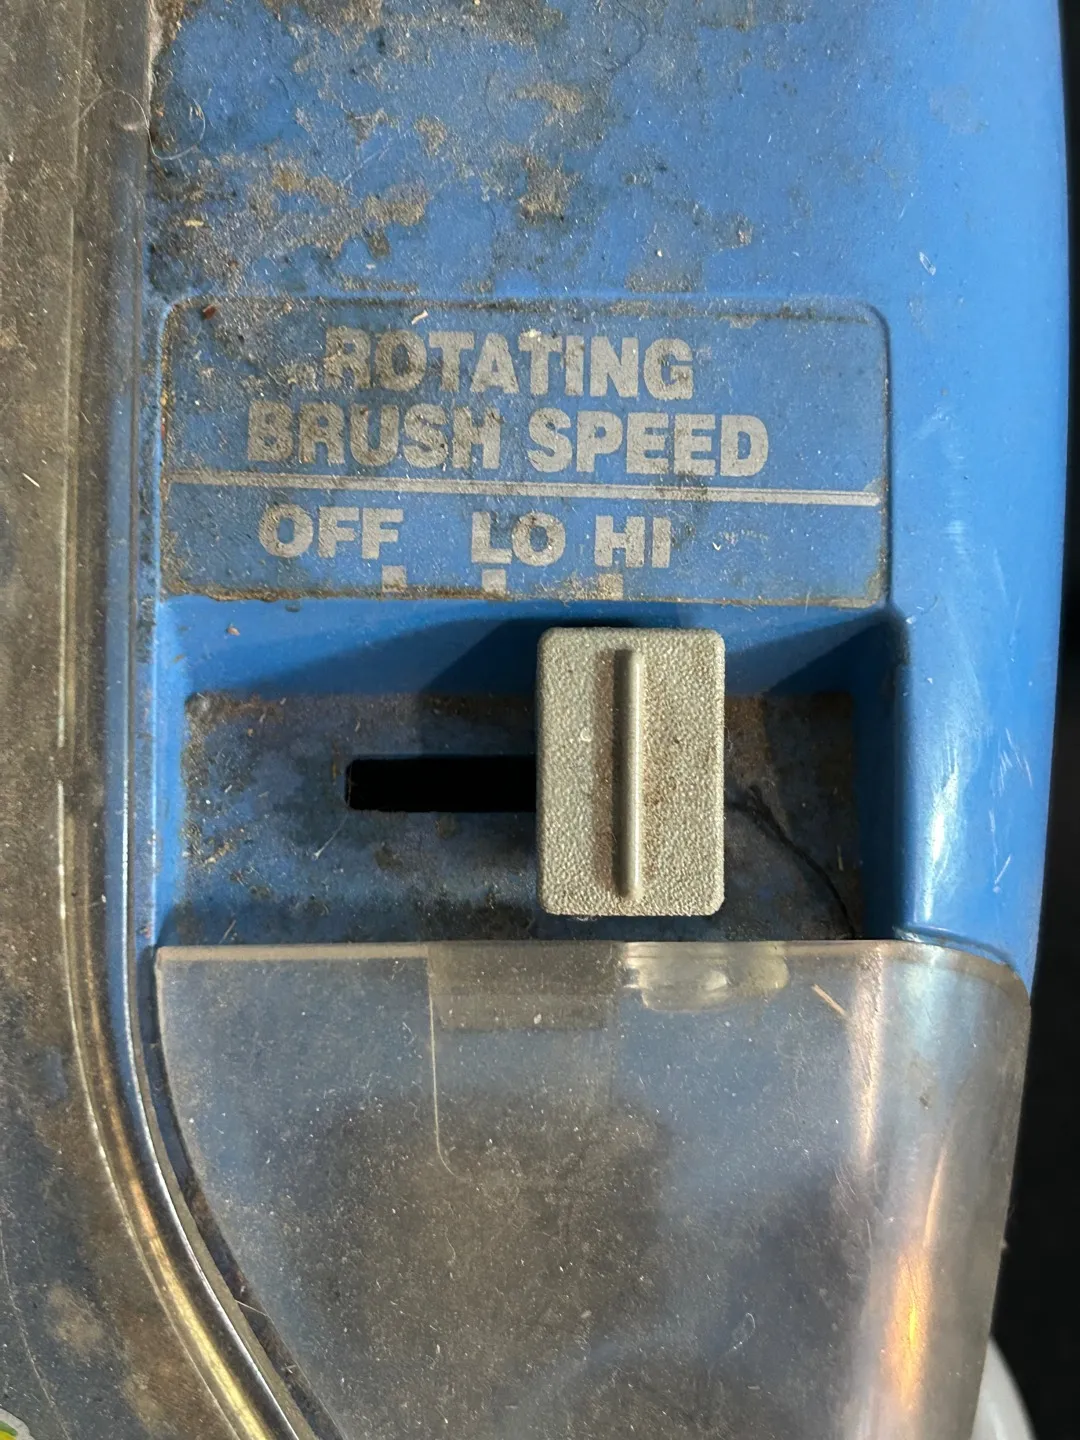 ROTATING
BRUSH SPEED
OFF LO HI